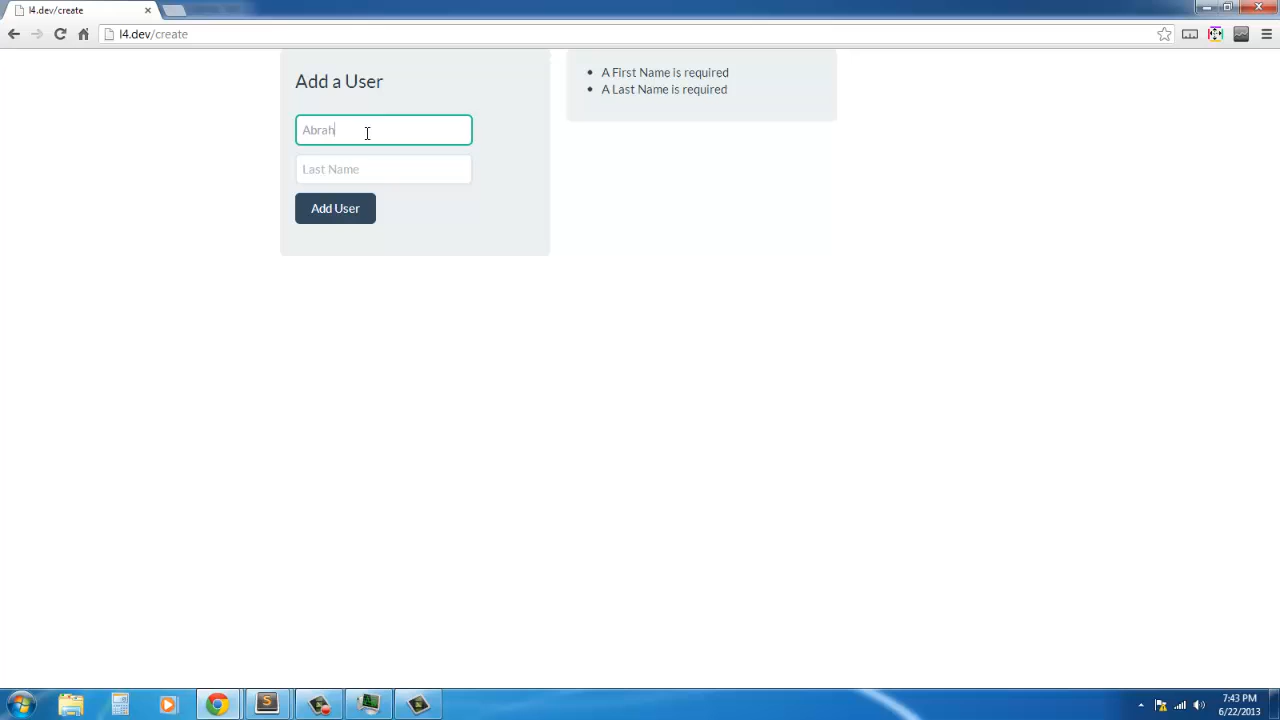 l4.dev/create
l4.dev/create
Add a User
Abrah
Last Name
Add User
A First Name is required
A Last Name is required
7:43 PM
6/22/2013